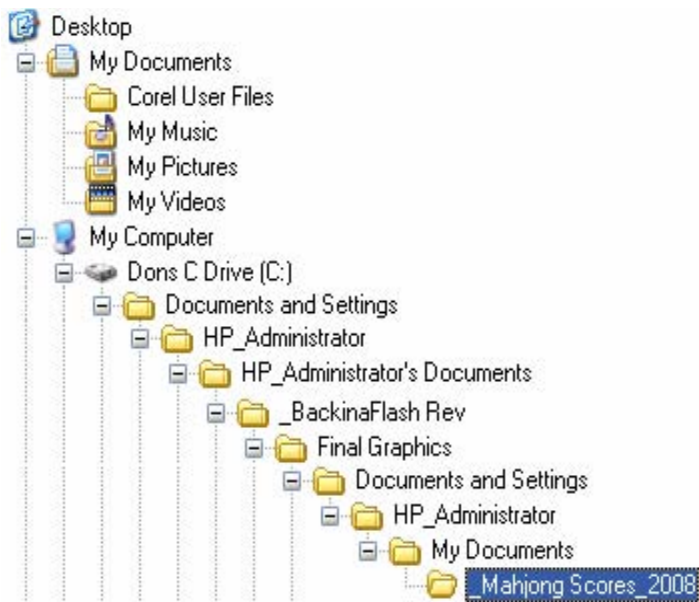 Desktop
My Documents
Corel User Files
My Music
My Pictures
My Videos
My Computer
Dons C Drive (C:)
Documents and Settings
HP_Administrator
HP_Administrator's Documents
_BackinaFlash Rev
Final Graphics
Documents and Settings
HP_Administrator
My Documents
_Mahjong Scores_2008